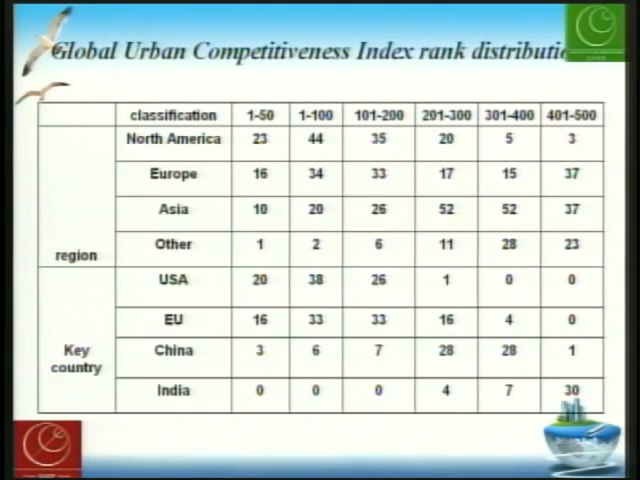 Global Urban Competitiveness Index rank distributio
classification 1-50 1-100 101-200 201-300 301-400 401-500
North America 23 44 35 20 5 3
Europe 16 34 33 17 15 37
Asia 10 20 26 52 52 37
Other 1 2 6 11 28 23
region
USA 20 38 26 1 0 0
EU 16 33 33 16 4 0
China 3 6 7 28 28 1
Key
country
India 0 0 0 4 7 30